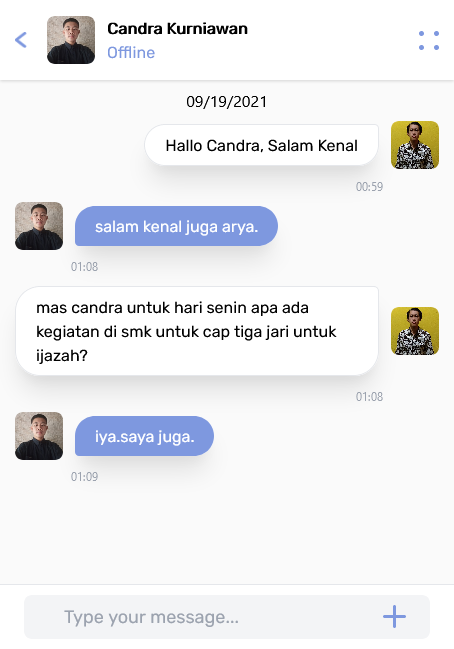 Candra Kurniawan
Offline
09/19/2021
Hallo Candra, Salam Kenal
00:59
salam kenal juga arya.
01:08
mas candra untuk hari senin apa ada
kegiatan di smk untuk cap tiga jari untuk
ijazah?
01:08
iya.saya juga.
01:09
Type your message...